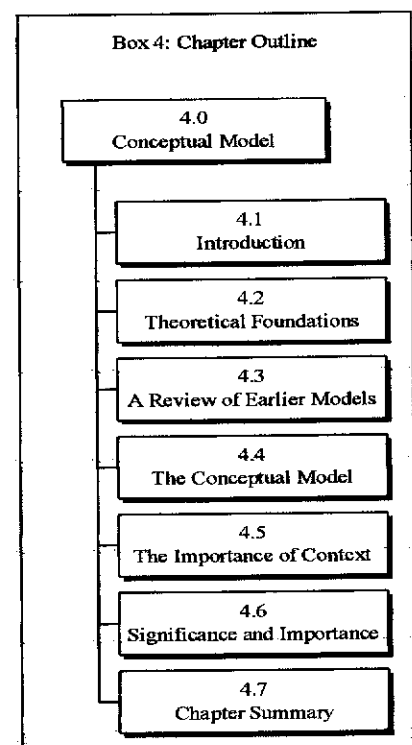 Box 4: Chapter Outline
4.0
Conceptual Model
4.1
Introduction
4.2
Theoretical Foundations
4.3
A Review of Earlier Models
4.4
The Conceptual Model
4.5
The Importance of Context
4.6
Significance and Importance
4.7
Chapter Summary